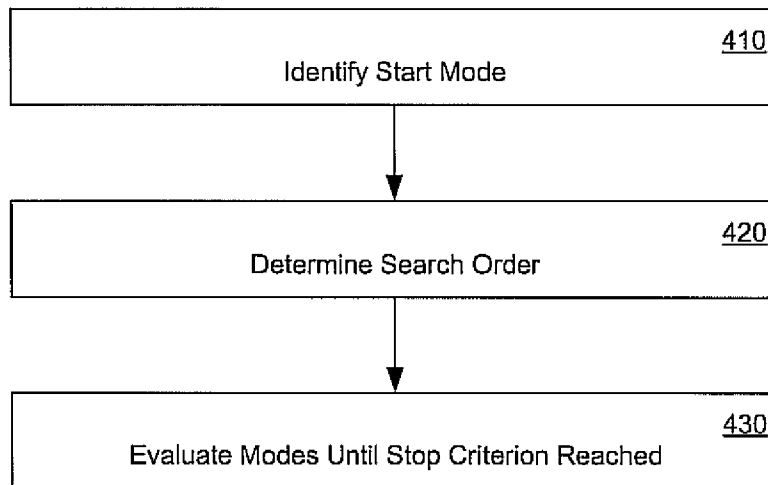 410
Identify Start Mode
420
Determine Search Order
430
Evaluate Modes Until Stop Criterion Reached